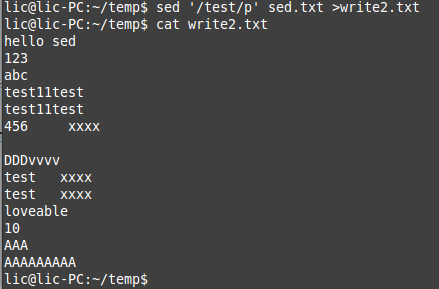 lic@lic-PC:~/temp$ sed '/test/p' sed.txt >write2.txt
lic@lic-PC:~/temp$ cat write2.txt
hello sed
123
abc
test11test
test11test
456     xxxx

DDDvvvv
test   xxxx
test   xxxx
loveable
10
AAA
AAAAAAAAA
lic@lic-PC:~/temp$